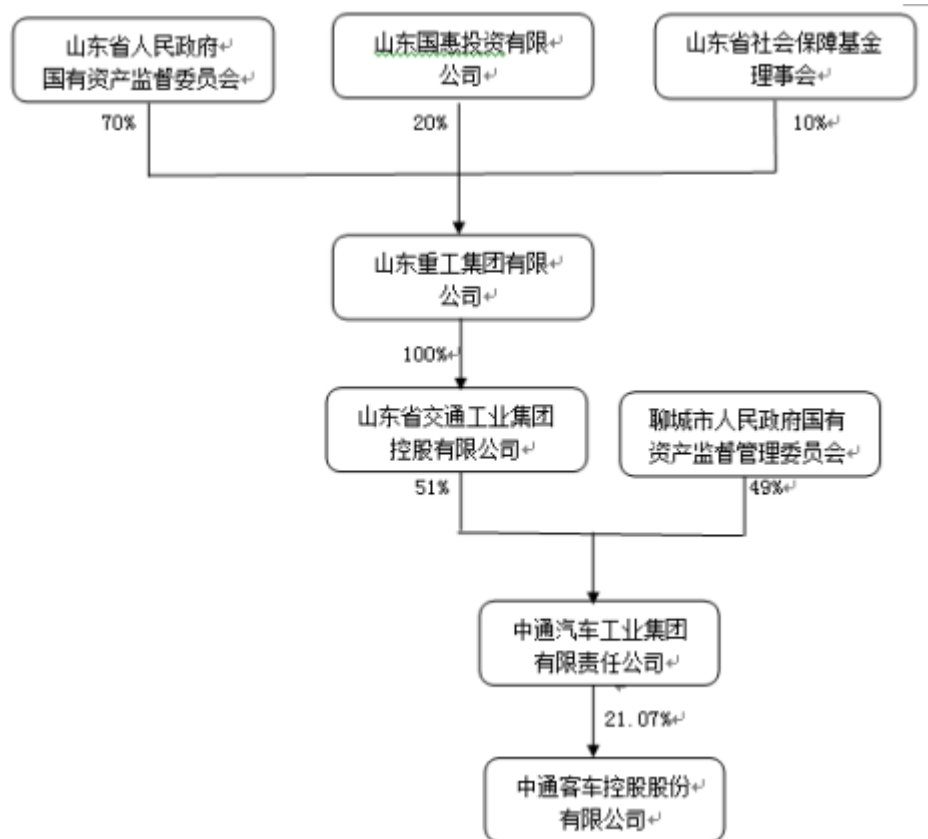 山东省人民政府
国有资产监督委员会
山东国惠投资有限
公司
山东省社会保障基金
理事会
70%
20%
10%
山东重工集团有限
公司
100%
山东省交通工业集团
控股有限公司
聊城市人民政府国有
资产监督管理委员会
51%
49%
中通汽车工业集团
有限责任公司
21.07%
中通客车控股股份
有限公司